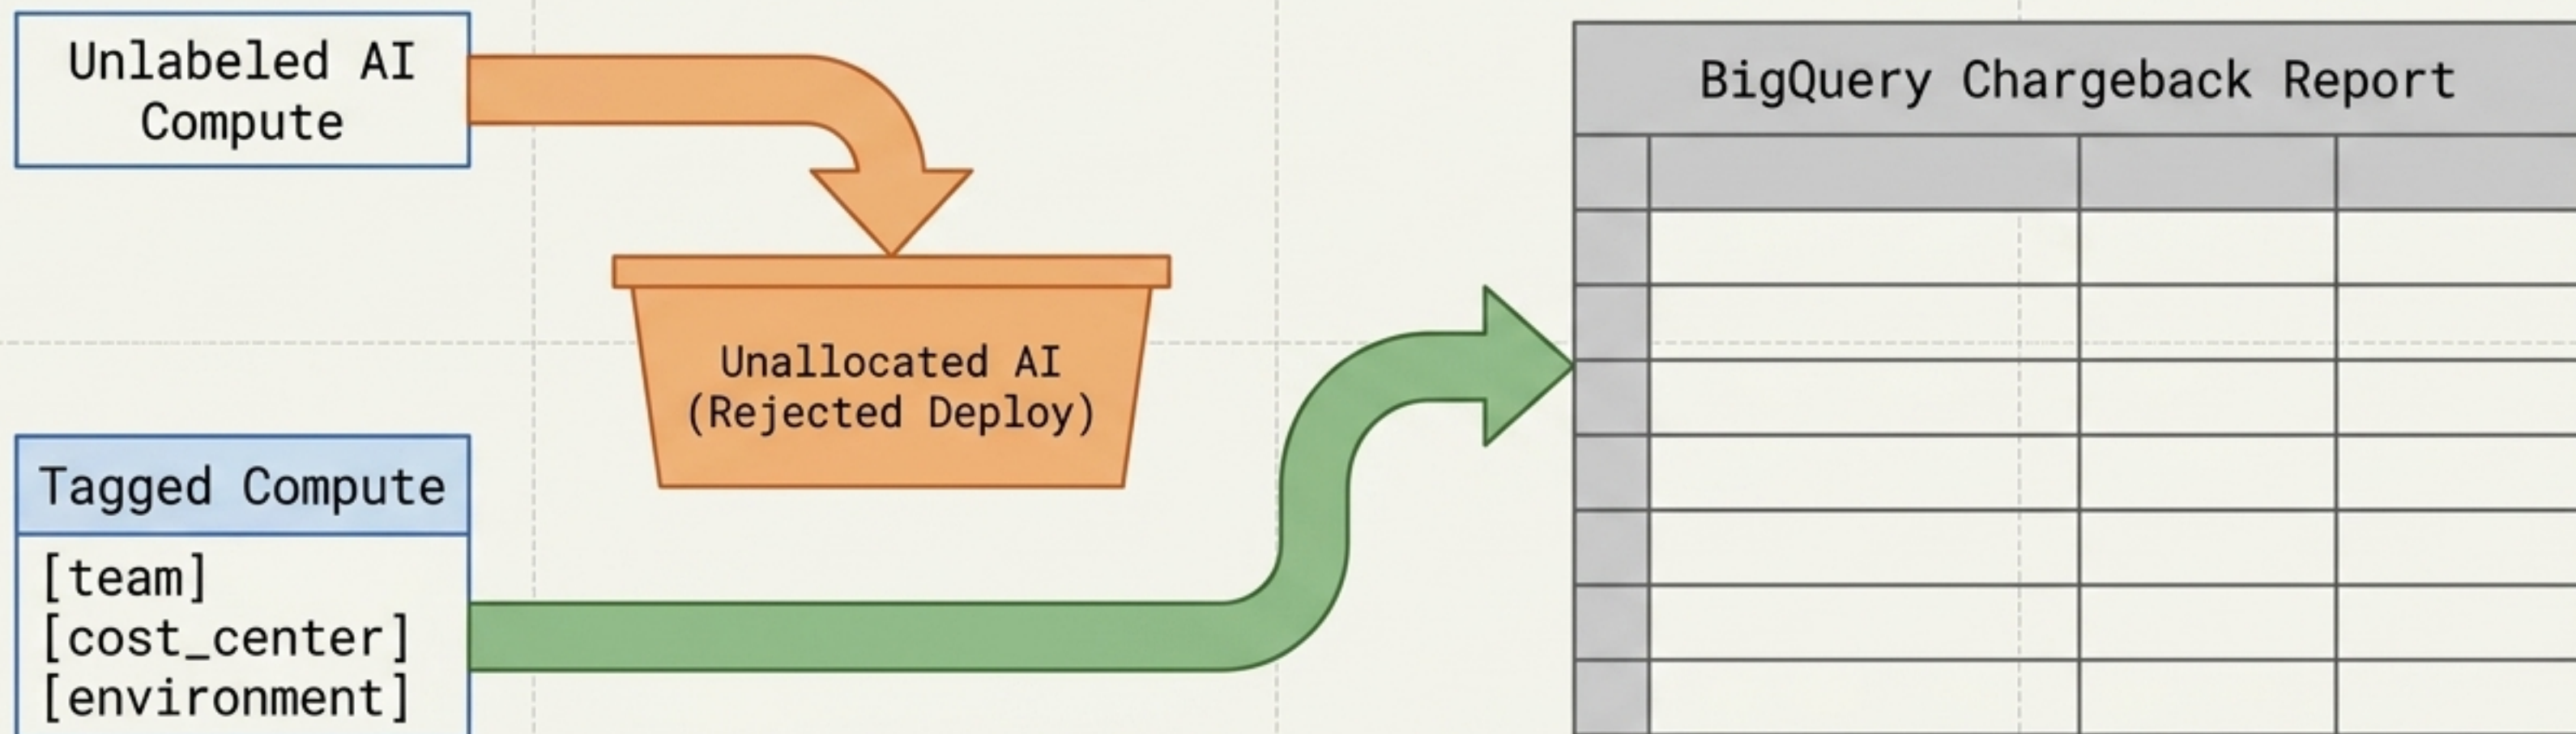 Unlabeled AI
Compute
BigQuery Chargeback Report
Unallocated AI
(Rejected Deploy)
Tagged Compute
[team]
[cost_center]
[environment]